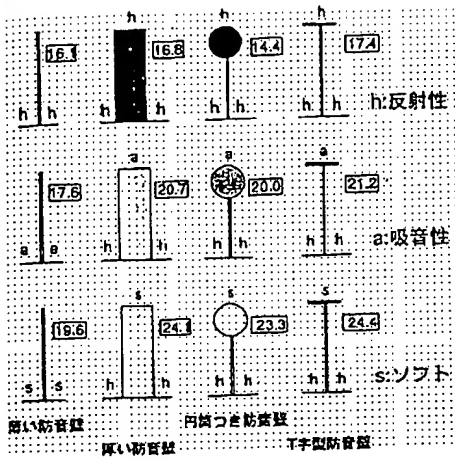 h h h
16.1 16.8 14.4 17.4
h h h h h h h h
h:反射性
a a a
17.6 20.7 20.0 21.2
a a h h h h h h
a:吸音性
s s s
19.6 24.1 23.3 24.4
s s h h h h h h
s:ソフト
薄い防音壁 円筒つき防音壁
厚い防音壁 T字型防音壁